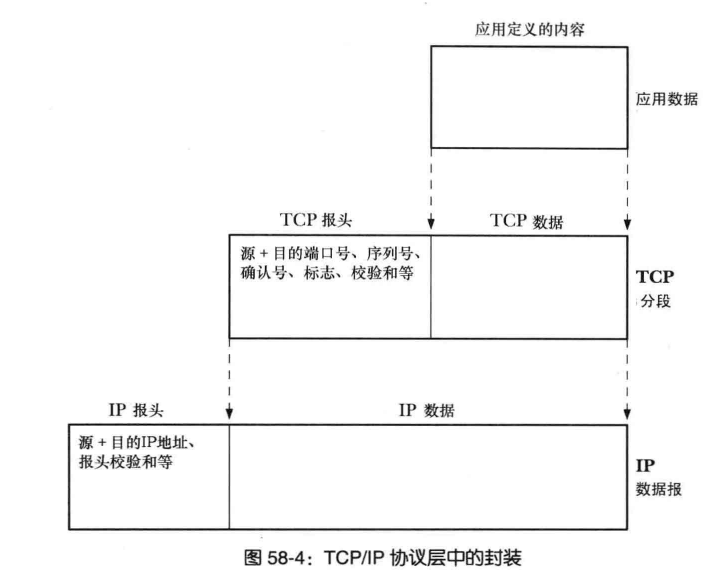 应用定义的内容
应用数据
TCP 报头
TCP 数据
源 + 目的端口号、序列号、
确认号、标志、校验和等
TCP
分段
IP 报头
IP 数据
源 + 目的IP地址、
报头校验和等
IP
数据报
图 58-4：TCP/IP 协议层中的封装